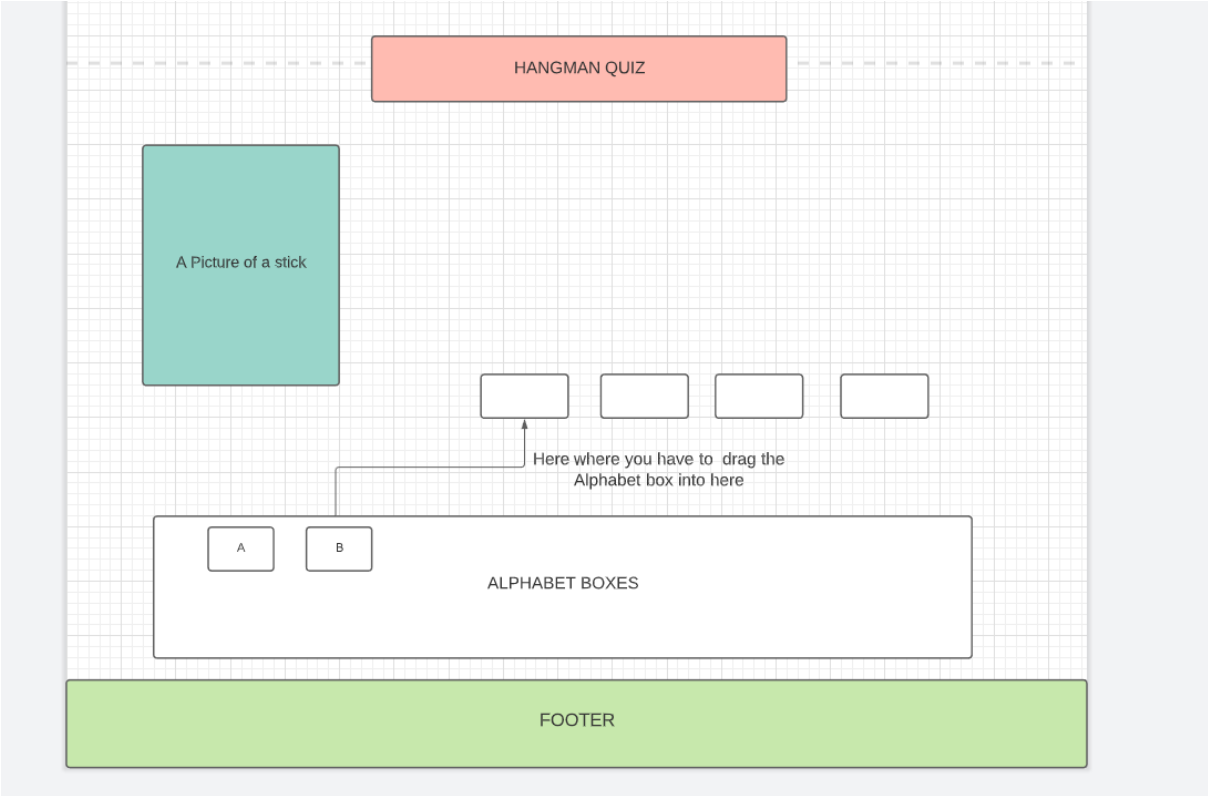 HANGMAN QUIZ
A Picture of a stick
Here where you have to  drag the
Alphabet box into here
A
B
ALPHABET BOXES
FOOTER